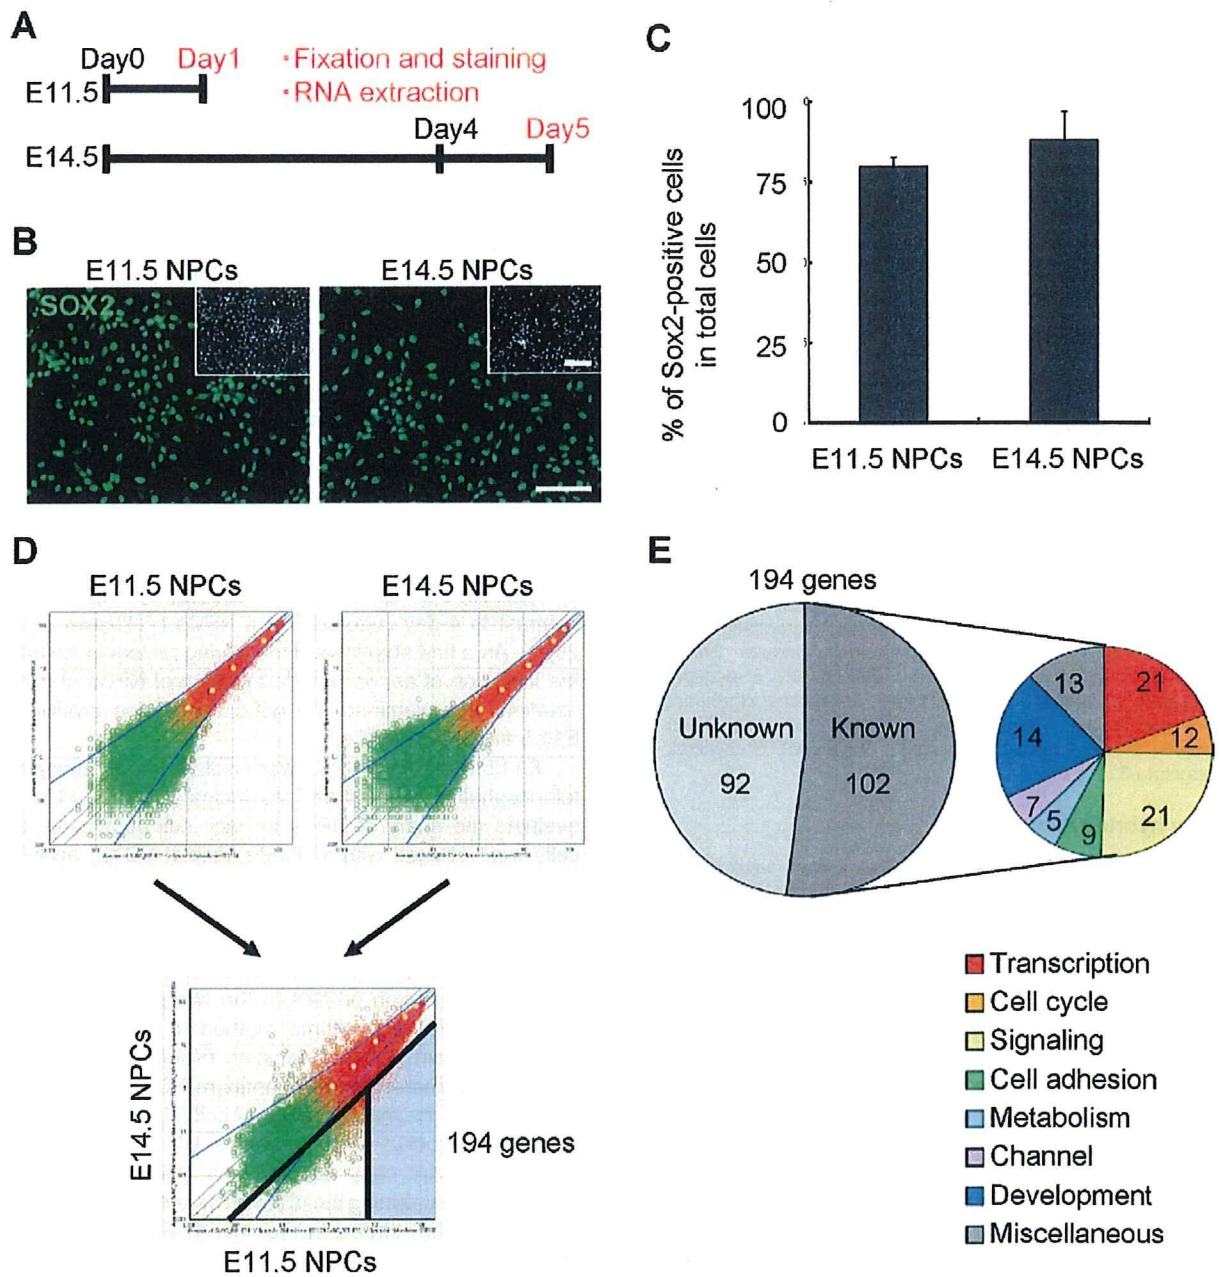 A
Day0 Day1
・Fixation and staining
・RNA extraction
E11.5
Day4 Day5
E14.5
B
E11.5 NPCs E14.5 NPCs
SOX2
C
% of Sox2-positive cells
in total cells
100
75
50
25
0
E11.5 NPCs E14.5 NPCs
D
E11.5 NPCs E14.5 NPCs
E14.5 NPCs
194 genes
E11.5 NPCs
E
194 genes
Unknown
92
Known
102
21
12
21
9
5
7
14
13
Transcription
Cell cycle
Signaling
Cell adhesion
Metabolism
Channel
Development
Miscellaneous